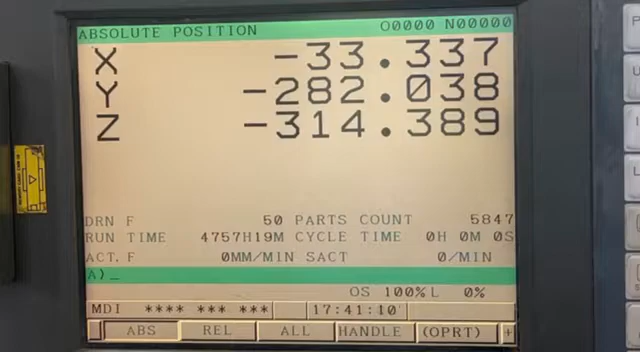 ABSOLUTE POSITION O0000 N00000
X -33.337
Y -282.038
Z -314.389
DRN F 50 PARTS COUNT 5847
RUN TIME 4757H19M CYCLE TIME 0H 0M 0S
ACT.F 0MM/MIN SACT 0/MIN
A)_
OS 100% L 0%
MDI **** *** *** 17:41:10
ABS REL ALL HANDLE (OPRT) +